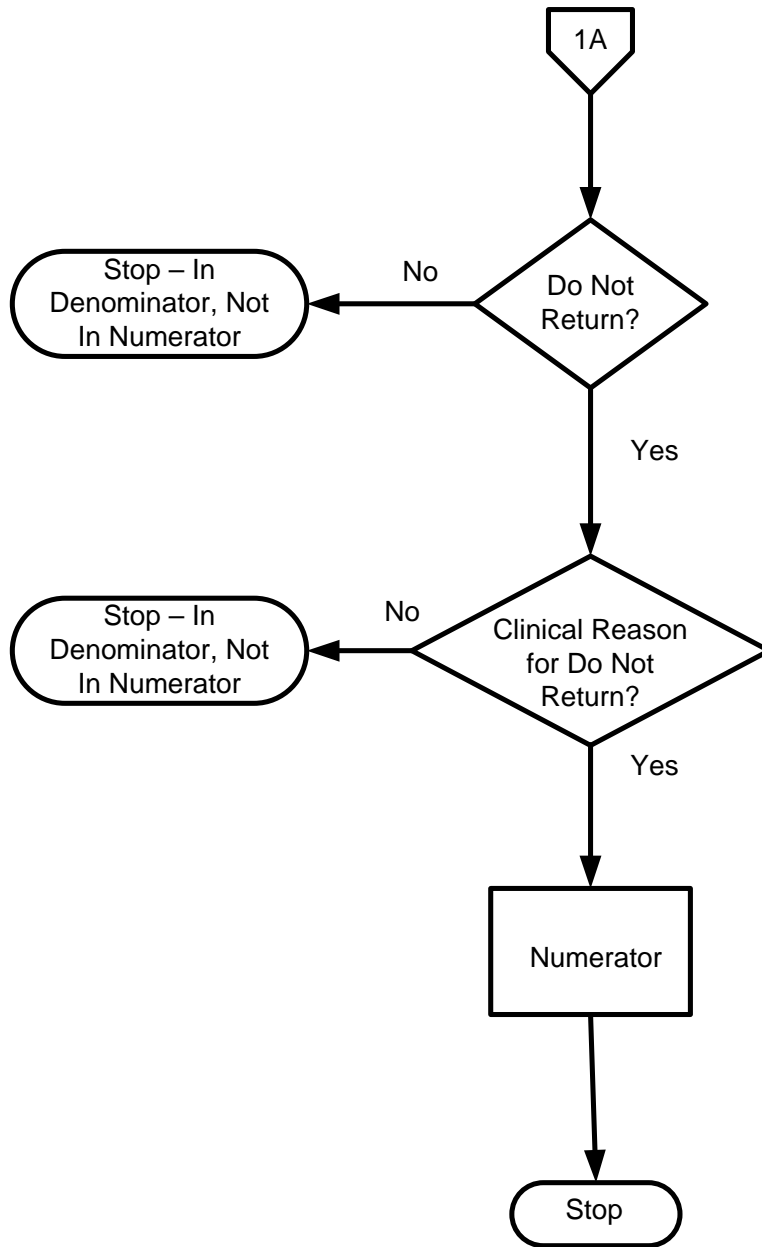 1A
Do Not
Return?
No
Stop – In
Denominator, Not
In Numerator
Yes
Clinical Reason
for Do Not
Return?
No
Stop – In
Denominator, Not
In Numerator
Yes
Numerator
Stop